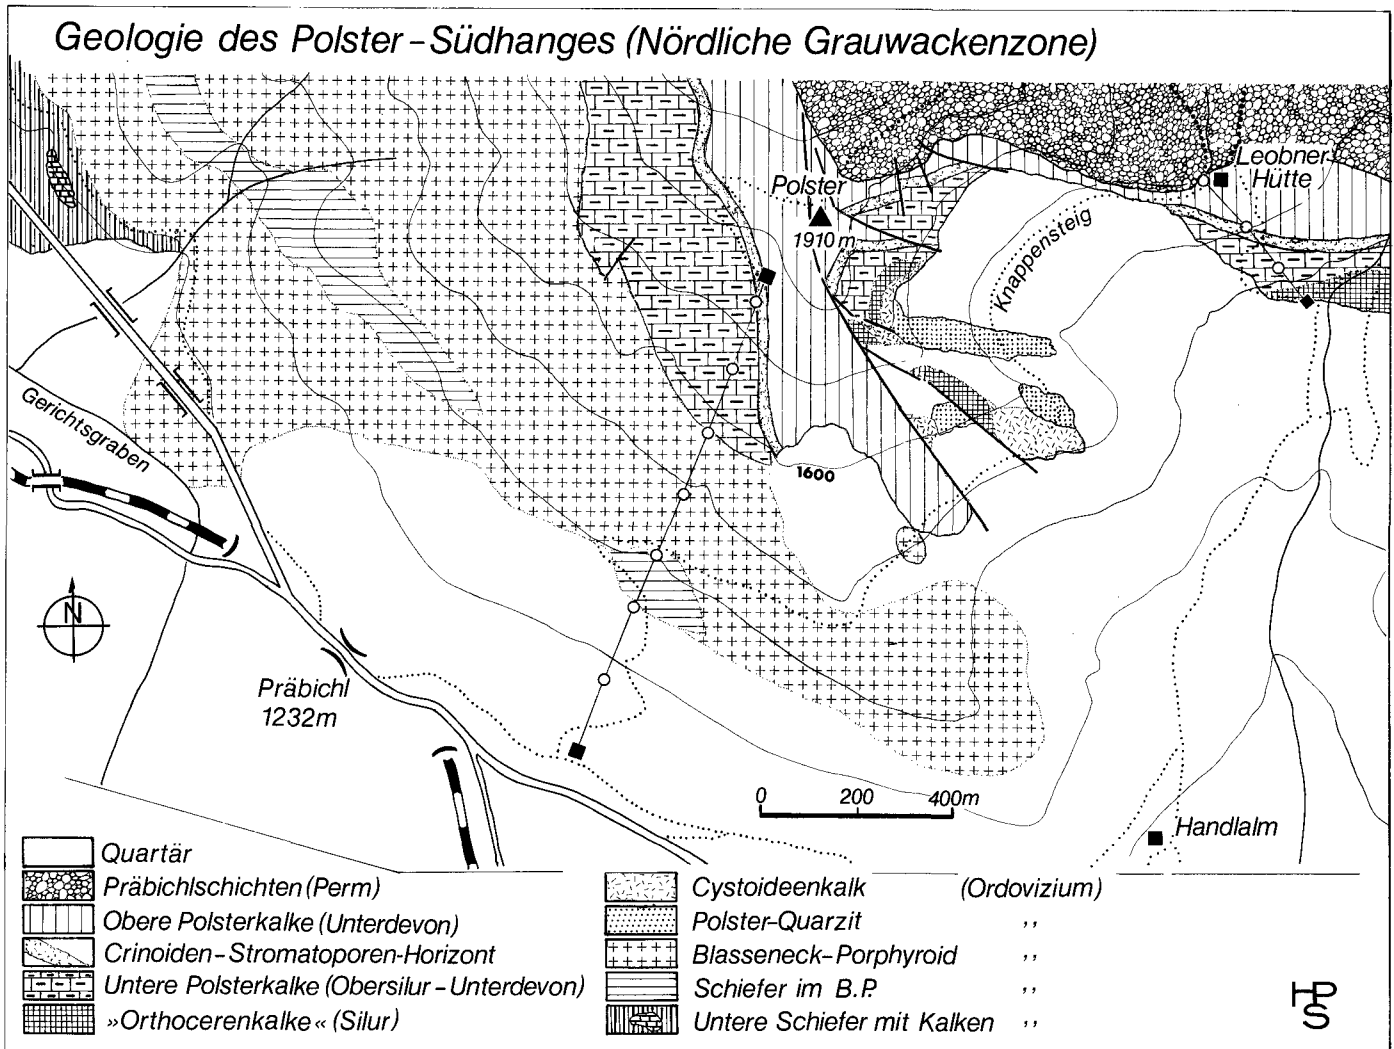 Geologie des Polster-Südhanges (Nördliche Grauwackenzone)
Leobner
Hütte
Polster
1910 m
Knappensteig
Gerichtsgraben
1600
N
Präbichl
1232m
0 200 400m
Handlalm
Quartär
Präbichlschichten (Perm)
Obere Polsterkalke (Unterdevon)
Crinoiden-Stromatoporen-Horizont
Untere Polsterkalke (Obersilur-Unterdevon)
»Orthocerenkalke« (Silur)
Cystoideenkalk (Ordovizium)
Polster-Quarzit ,,
Blasseneck-Porphyroid ,,
Schiefer im B.P. ,,
Untere Schiefer mit Kalken ,,
HPS